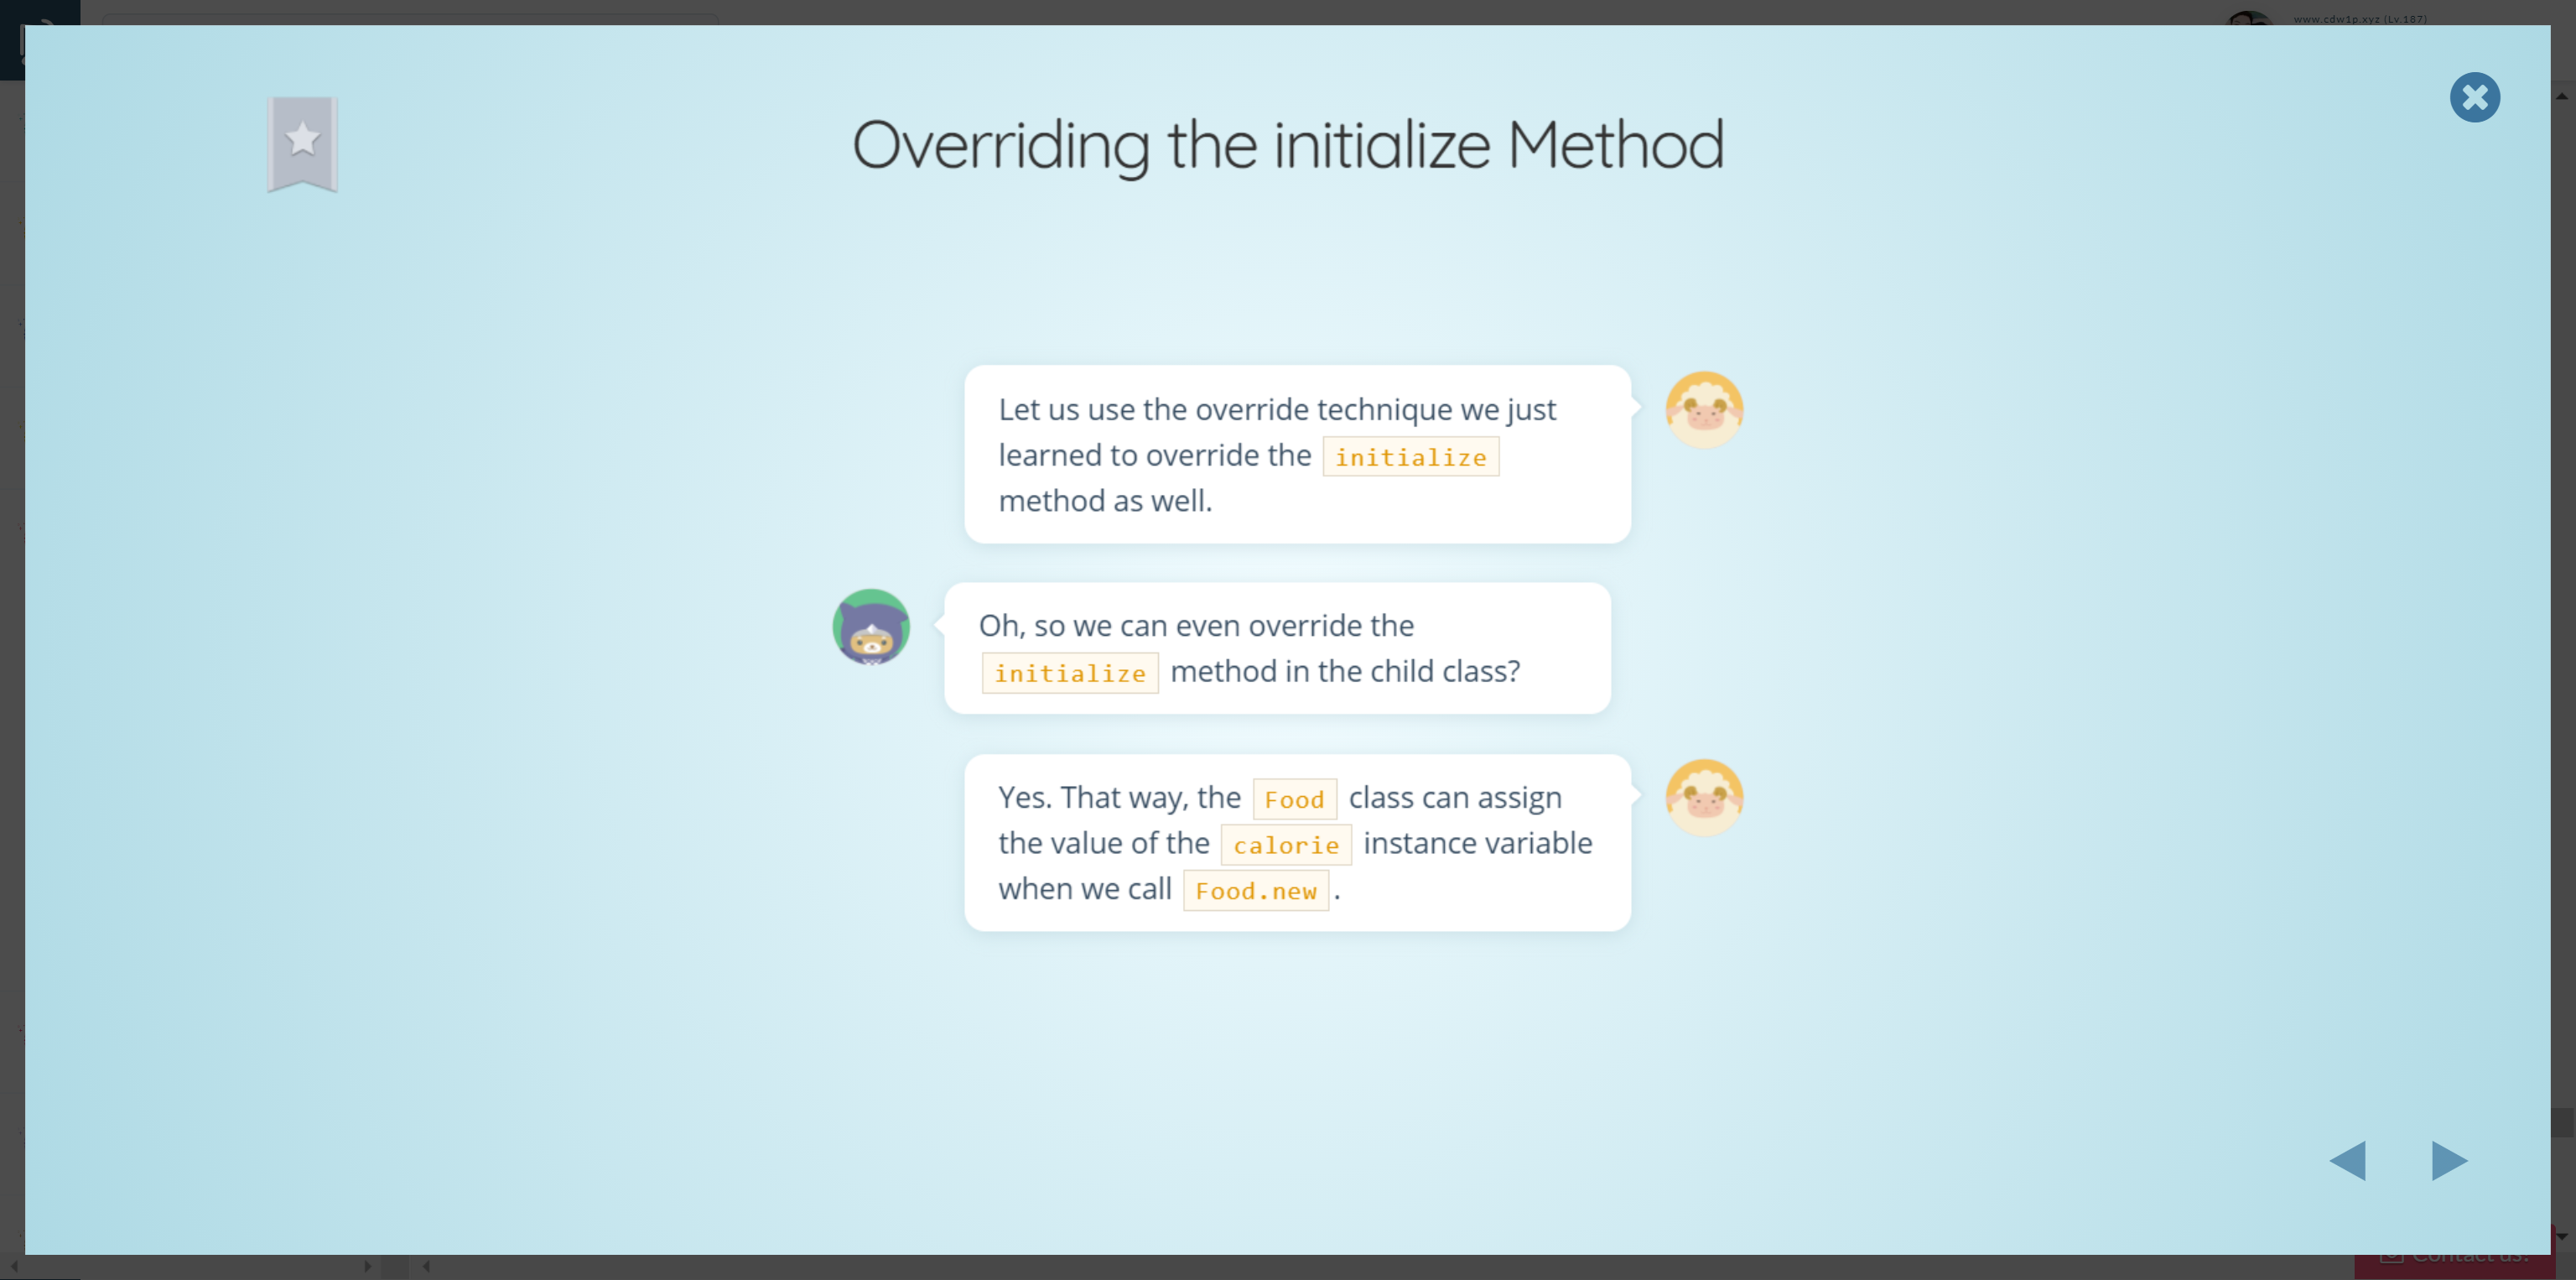 www.cdw1p.xyz (Lv.187)
Overriding the initialize Method
Let us use the override technique we just
learned to override the initialize
method as well.
Oh, so we can even override the
initialize method in the child class?
Yes. That way, the Food class can assign
the value of the calorie instance variable
when we call Food.new.
Contact us!